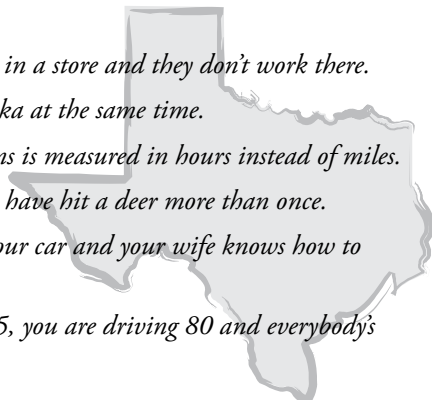 in a store and they don’t work there.
ka at the same time.
ns is measured in hours instead of miles.
have hit a deer more than once.
our car and your wife knows how to
5, you are driving 80 and everybody’s